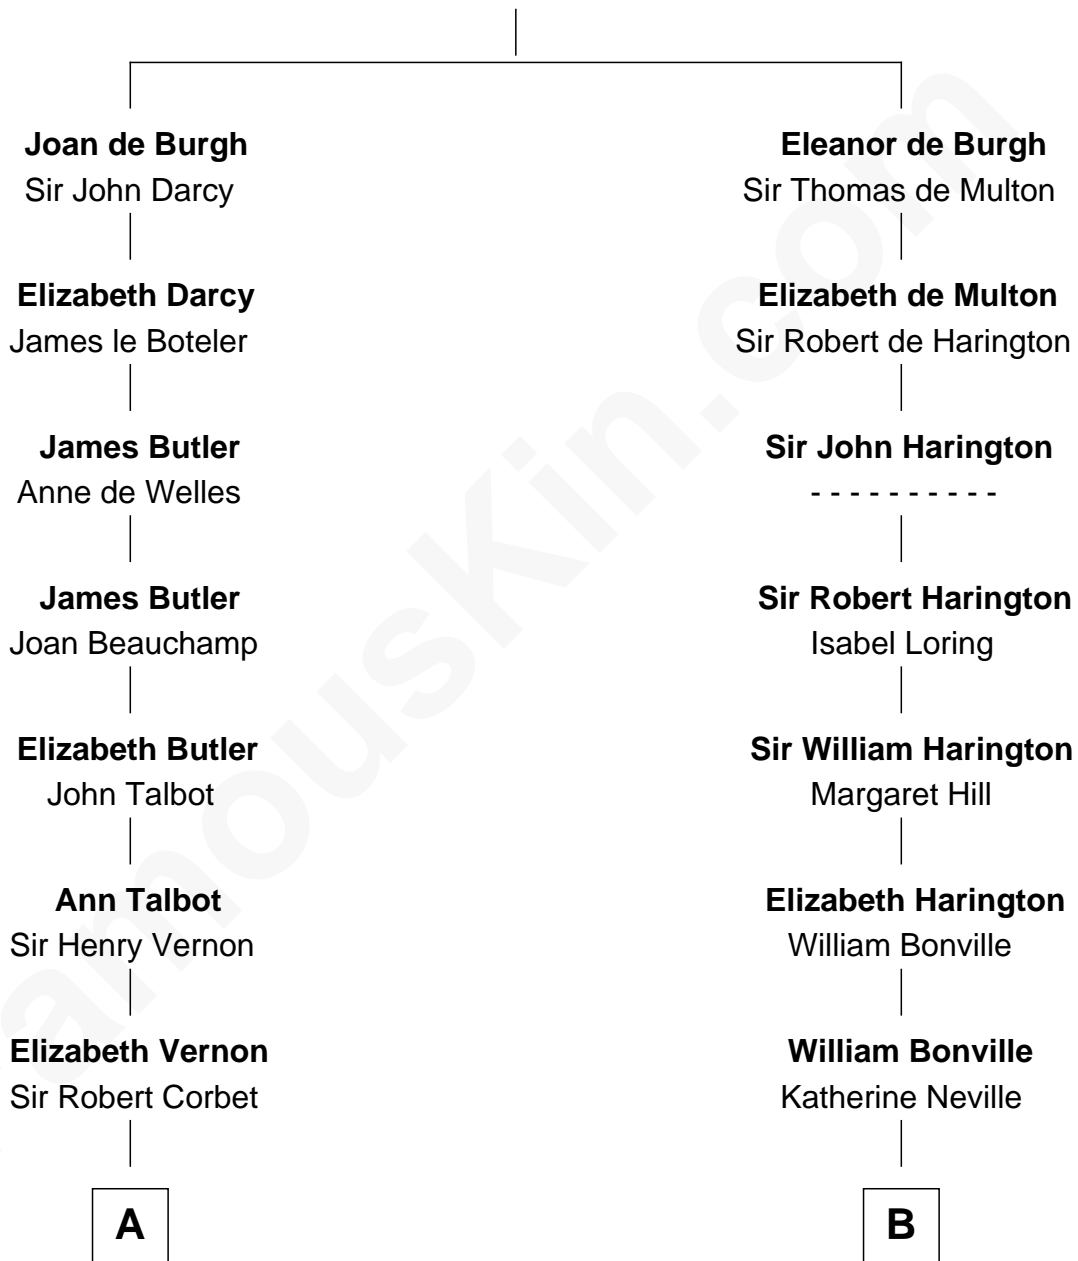 Joan de Burgh
Sir John Darcy
Elizabeth Darcy
James le Boteler
James Butler
Anne de Welles
James Butler
Joan Beauchamp
Elizabeth Butler
John Talbot
Ann Talbot
Sir Henry Vernon
Elizabeth Vernon
Sir Robert Corbet
A
Eleanor de Burgh
Sir Thomas de Multon
Elizabeth de Multon
Sir Robert de Harington
Sir John Harington
- - - - - - - - - -
Sir Robert Harington
Isabel Loring
Sir William Harington
Margaret Hill
Elizabeth Harington
William Bonville
William Bonville
Katherine Neville
B
amousKin.com